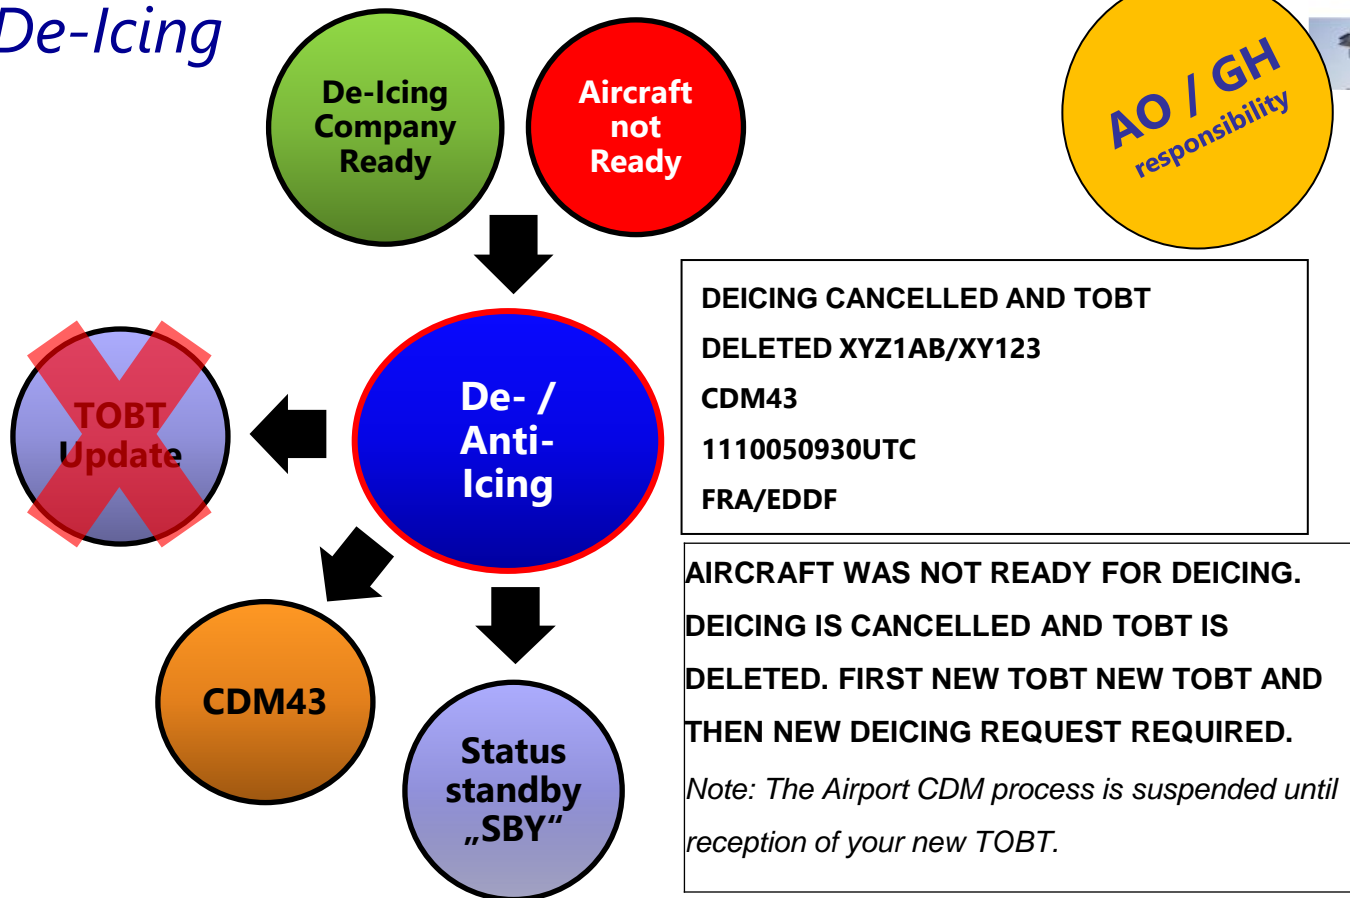 De-Icing
De-Icing
Company
Ready
Aircraft
not
Ready
AO / GH
responsibility
TOBT
Update
De- /
Anti-
Icing
CDM43
Status
standby
„SBY“
DEICING CANCELLED AND TOBT
DELETED XYZ1AB/XY123
CDM43
1110050930UTC
FRA/EDDF
AIRCRAFT WAS NOT READY FOR DEICING.
DEICING IS CANCELLED AND TOBT IS
DELETED. FIRST NEW TOBT NEW TOBT AND
THEN NEW DEICING REQUEST REQUIRED.
Note: The Airport CDM process is suspended until
reception of your new TOBT.